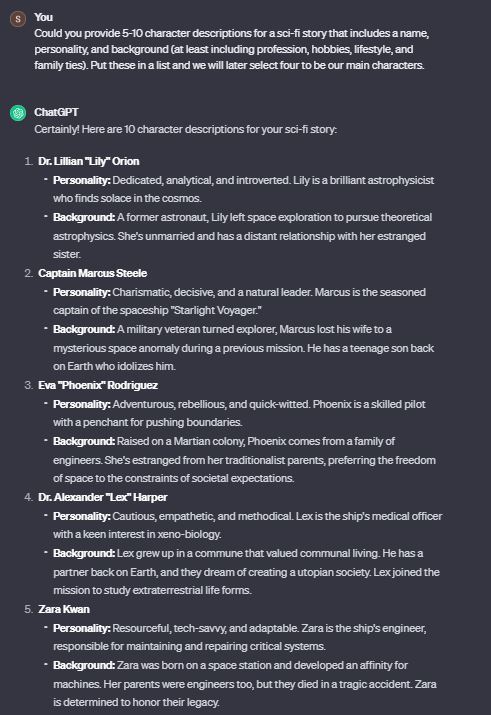 S
You
Could you provide 5-10 character descriptions for a sci-fi story that includes a name,
personality, and background (at least including profession, hobbies, lifestyle, and
family ties). Put these in a list and we will later select four to be our main characters.
ChatGPT
Certainly! Here are 10 character descriptions for your sci-fi story:
1. Dr. Lillian "Lily" Orion
- Personality: Dedicated, analytical, and introverted. Lily is a brilliant astrophysicist
who finds solace in the cosmos.
- Background: A former astronaut, Lily left space exploration to pursue theoretical
astrophysics. She's unmarried and has a distant relationship with her estranged
sister.
2. Captain Marcus Steele
- Personality: Charismatic, decisive, and a natural leader. Marcus is the seasoned
captain of the spaceship "Starlight Voyager."
- Background: A military veteran turned explorer, Marcus lost his wife to a
mysterious space anomaly during a previous mission. He has a teenage son back
on Earth who idolizes him.
3. Eva "Phoenix" Rodriguez
- Personality: Adventurous, rebellious, and quick-witted. Phoenix is a skilled pilot
with a penchant for pushing boundaries.
- Background: Raised on a Martian colony, Phoenix comes from a family of
engineers. She's estranged from her traditionalist parents, preferring the freedom
of space to the constraints of societal expectations.
4. Dr. Alexander "Lex" Harper
- Personality: Cautious, empathetic, and methodical. Lex is the ship's medical officer
with a keen interest in xeno-biology.
- Background: Lex grew up in a commune that valued communal living. He has a
partner back on Earth, and they dream of creating a utopian society. Lex joined the
mission to study extraterrestrial life forms.
5. Zara Kwan
- Personality: Resourceful, tech-savvy, and adaptable. Zara is the ship's engineer,
responsible for maintaining and repairing critical systems.
- Background: Zara was born on a space station and developed an affinity for
machines. Her parents were engineers too, but they died in a tragic accident. Zara
is determined to honor their legacy.